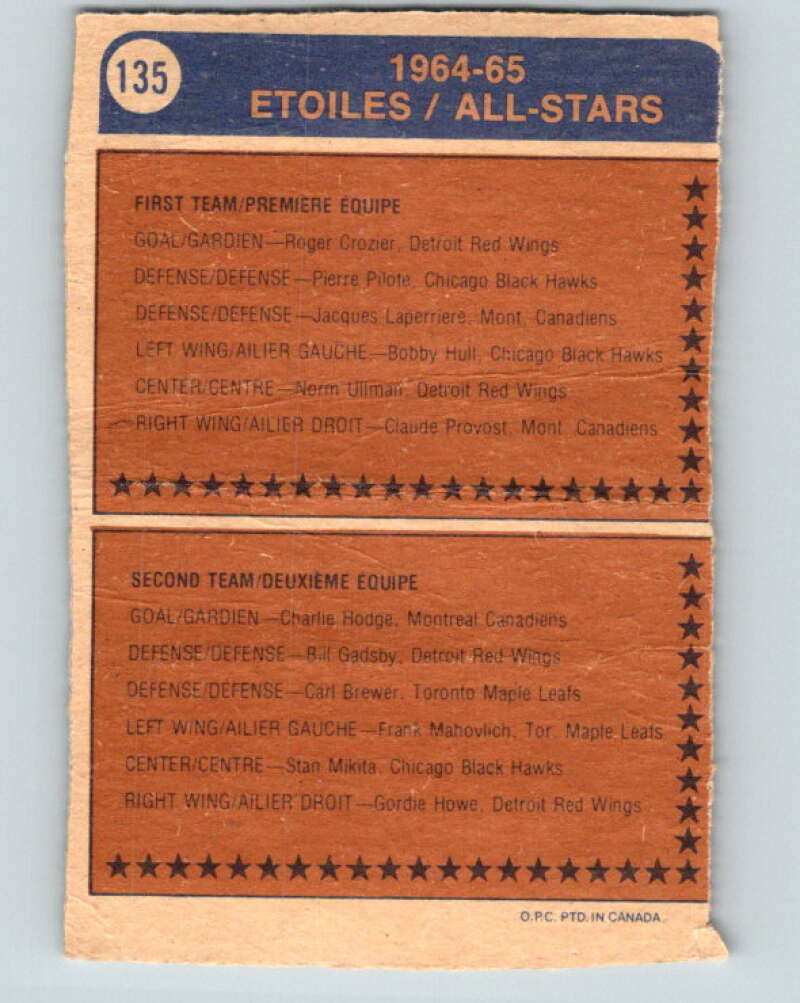 135
1964-65
ETOILES / ALL-STARS
FIRST TEAM/PREMIERE EQUIPE
GOAL/GARDIEN—Roger Crozier, Detroit Red Wings
DEFENSE/DEFENSE—Pierre Pilote, Chicago Black Hawks
DEFENSE/DEFENSE—Jacques Laperriere, Mont. Canadiens
LEFT WING/AILIER GAUCHE—Bobby Hull, Chicago Black Hawks
CENTER/CENTRE—Norm Ullman, Detroit Red Wings
RIGHT WING/AILIER DROIT—Claude Provost, Mont. Canadiens
SECOND TEAM/DEUXIÈME EQUIPE
GOAL/GARDIEN—Charlie Hodge, Montreal Canadiens
DEFENSE/DEFENSE—Bill Gadsby, Detroit Red Wings
DEFENSE/DEFENSE—Carl Brewer, Toronto Maple Leafs
LEFT WING/AILIER GAUCHE—Frank Mahovlich, Tor. Maple Leafs
CENTER/CENTRE—Stan Mikita, Chicago Black Hawks
RIGHT WING/AILIER DROIT—Gordie Howe, Detroit Red Wings
O.P.C. PTD. IN CANADA